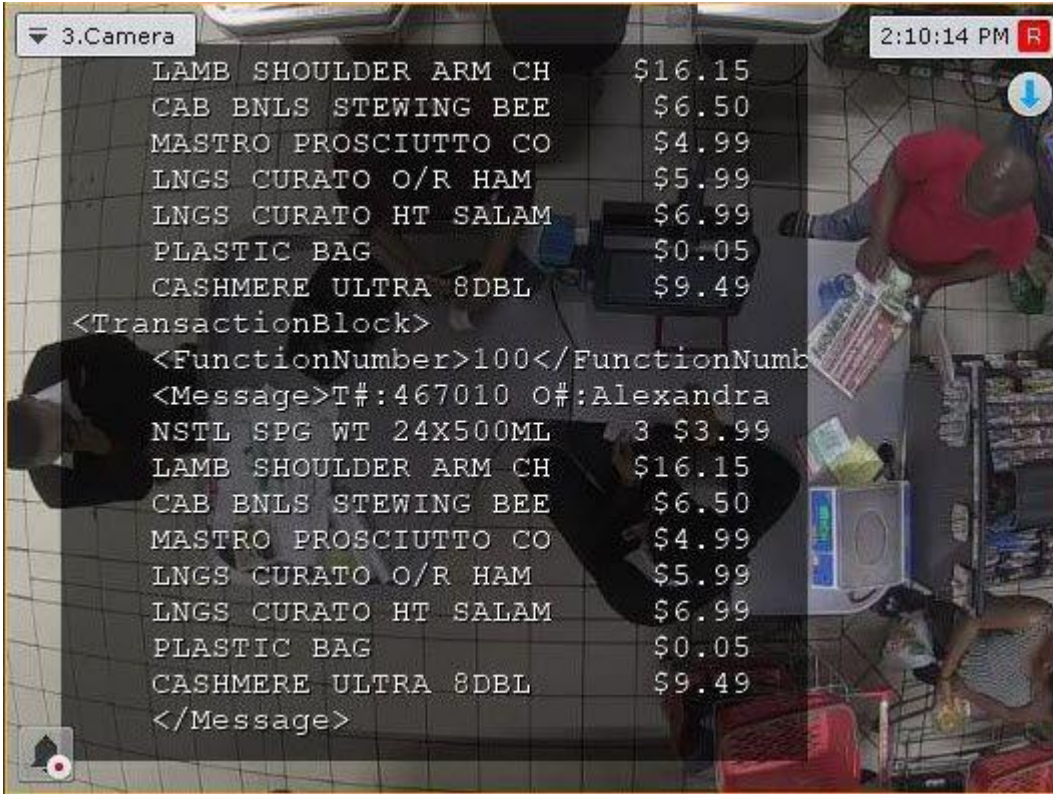 3.Camera
2:10:14 PM R
LAMB SHOULDER ARM CH $16.15
CAB BNLS STEWING BEE $6.50
MASTRO PROSCIUTTO CO $4.99
LNGS CURATO O/R HAM $5.99
LNGS CURATO HT SALAM $6.99
PLASTIC BAG $0.05
CASHMERE ULTRA 8DBL $9.49
<TransactionBlock>
<FunctionNumber>100</FunctionNumb
<Message>T#:467010 O#:Alexandra
NSTL SPG WT 24X500ML 3 $3.99
LAMB SHOULDER ARM CH $16.15
CAB BNLS STEWING BEE $6.50
MASTRO PROSCIUTTO CO $4.99
LNGS CURATO O/R HAM $5.99
LNGS CURATO HT SALAM $6.99
PLASTIC BAG $0.05
CASHMERE ULTRA 8DBL $9.49
</Message>